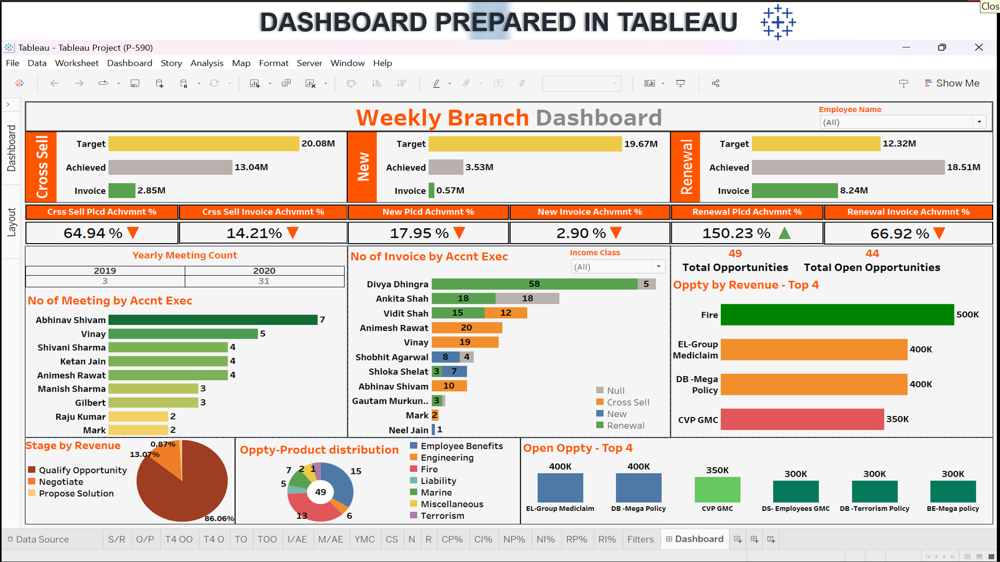 Clos
DASHBOARD PREPARED IN TABLEAU
Tableau - Tableau Project (P-590)
File Data Worksheet Dashboard Story Analysis Map Format Server Window Help
Show Me
Dashboard
Layout
Weekly Branch Dashboard
Employee Name
(All)
Cross Sell
Target 20.08M
Achieved 13.04M
Invoice 2.85M
New
Target 19.67M
Achieved 3.53M
Invoice 0.57M
Renewal
Target 12.32M
Achieved 18.51M
Invoice 8.24M
Crss Sell Plcd Achvmnt % Crss Sell Invoice Achvmnt % New Plcd Achvmnt % New Invoice Achvmnt % Renewal Plcd Achvmnt % Renewal Invoice Achvmnt %
64.94 % ▼ 14.21% ▼ 17.95 % ▼ 2.90 % ▼ 150.23 % ▲ 66.92 % ▼
Yearly Meeting Count
2019 2020
3 31
No of Meeting by Accnt Exec
Abhinav Shivam 7
Vinay 5
Shivani Sharma 4
Ketan Jain 4
Animesh Rawat 4
Manish Sharma 3
Gilbert 3
Raju Kumar 2
Mark 2
No of Invoice by Accnt Exec
Income Class
(All)
Divya Dhingra 58 5
Ankita Shah 18 18
Vidit Shah 15 12
Animesh Rawat 20
Vinay 19
Shobhit Agarwal 8 4
Shloka Shelat 3 7
Abhinav Shivam 10
Gautam Murkun.. 3
Mark 2
Neel Jain 1
Null
Cross Sell
New
Renewal
49 44
Total Opportunities Total Open Opportunities
Oppty by Revenue - Top 4
Fire 500K
EL-Group
Mediclaim 400K
DB -Mega
Policy 400K
CVP GMC 350K
Stage by Revenue
Qualify Opportunity
Negotiate
Propose Solution
0.87%
13.07%
86.06%
Oppty-Product distribution
7 2 1 15
5 49
13 6
Employee Benefits
Engineering
Fire
Liability
Marine
Miscellaneous
Terrorism
Open Oppty - Top 4
400K 400K 350K 300K 300K 300K
EL-Group Mediclaim DB -Mega Policy CVP GMC DS- Employees GMC DB -Terrorism Policy BE-Mega policy
Data Source S/R O/P T4 OO T4 O TO TOO I/AE M/AE YMC CS N R CP% CI% NP% NI% RP% RI% Filters Dashboard